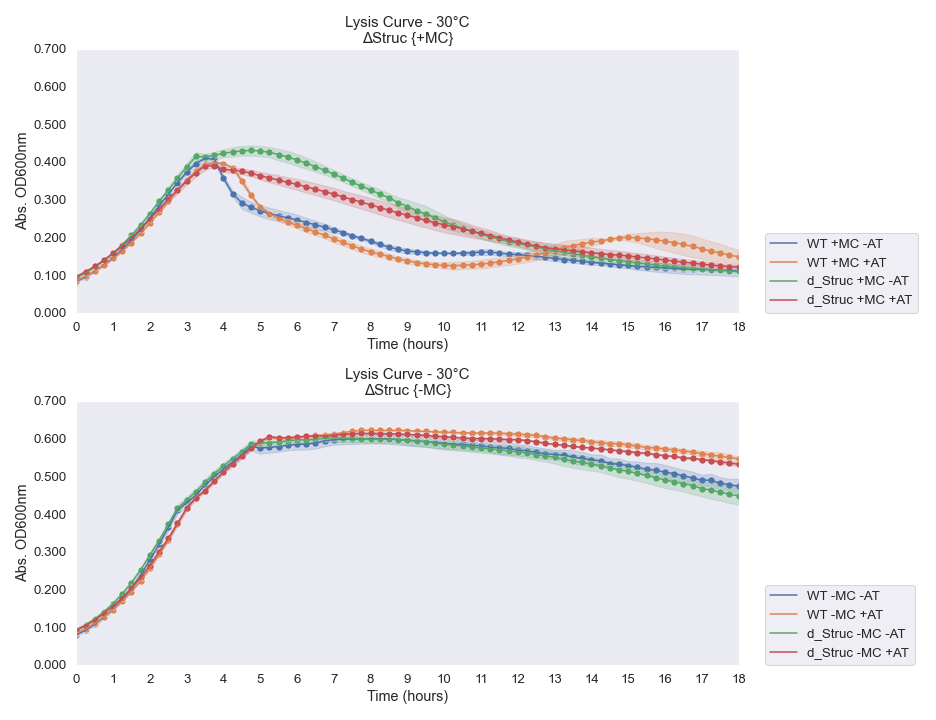 Lysis Curve - 30°C
ΔStruc {+MC}
0.700
0.600
0.500
0.400
0.300
0.200
0.100
0.000
Abs. OD600nm
0 1 2 3 4 5 6 7 8 9 10 11 12 13 14 15 16 17 18
Time (hours)
WT +MC -AT
WT +MC +AT
d_Struc +MC -AT
d_Struc +MC +AT
Lysis Curve - 30°C
ΔStruc {-MC}
0.700
0.600
0.500
0.400
0.300
0.200
0.100
0.000
Abs. OD600nm
0 1 2 3 4 5 6 7 8 9 10 11 12 13 14 15 16 17 18
Time (hours)
WT -MC -AT
WT -MC +AT
d_Struc -MC -AT
d_Struc -MC +AT